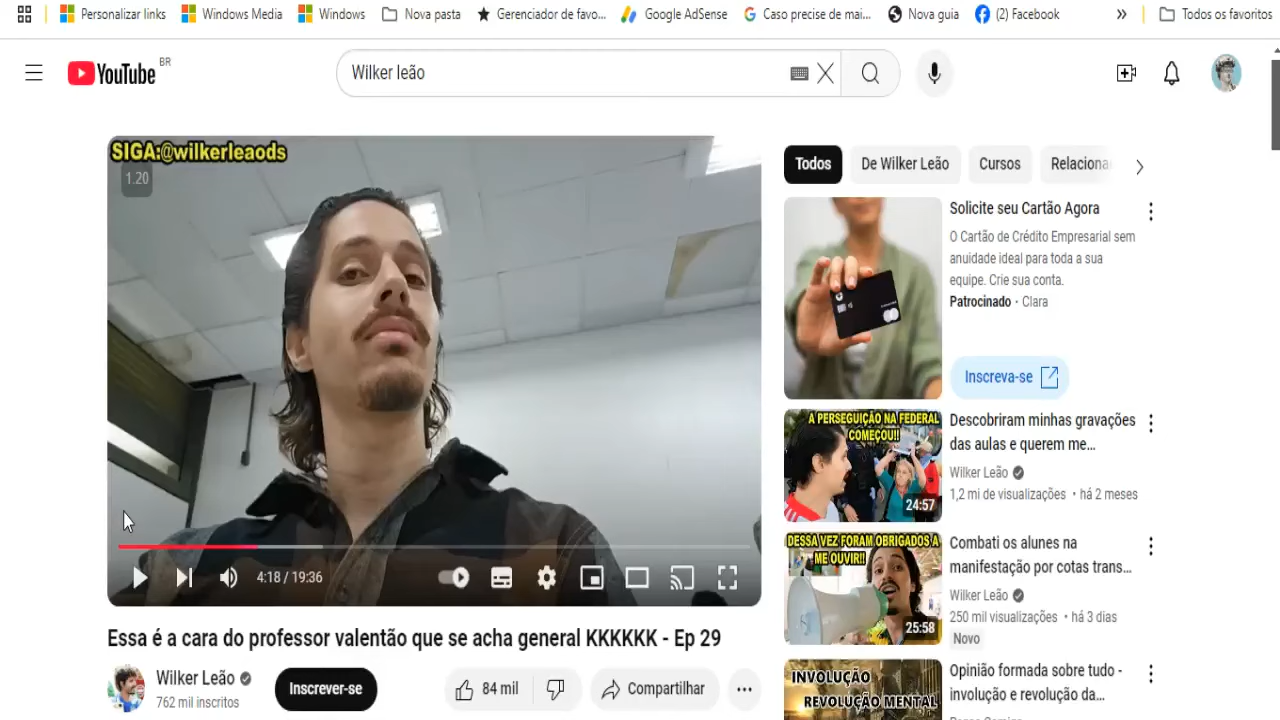 Personalizar links
Windows Media
Windows
Nova pasta
Gerenciador de favo...
Google AdSense
Caso precise de mai...
Nova guia
(2) Facebook
Todos os favoritos
YouTube BR
Wilker leão
SIGA:@wilkerleaods
1.20
4:18 / 19:36
Essa é a cara do professor valentão que se acha general KKKKKK - Ep 29
Wilker Leão
762 mil inscritos
Inscrever-se
84 mil
Compartilhar
Todos
De Wilker Leão
Cursos
Relaciona
Solicite seu Cartão Agora
O Cartão de Crédito Empresarial sem
anuidade ideal para toda a sua
equipe. Crie sua conta.
Patrocinado · Clara
Inscreva-se
A PERSEGUIÇÃO NA FEDERAL
COMEÇOU!!
24:57
Descobriram minhas gravações
das aulas e querem me...
Wilker Leão
1,2 mi de visualizações • há 2 meses
DESSA VEZ FORAM OBRIGADOS A
ME OUVIR!!
25:58
Combati os alunes na
manifestação por cotas trans...
Wilker Leão
250 mil visualizações • há 3 dias
Novo
INVOLUÇÃO
REVOLUÇÃO MENTAL
Opinião formada sobre tudo -
involução e revolução da...